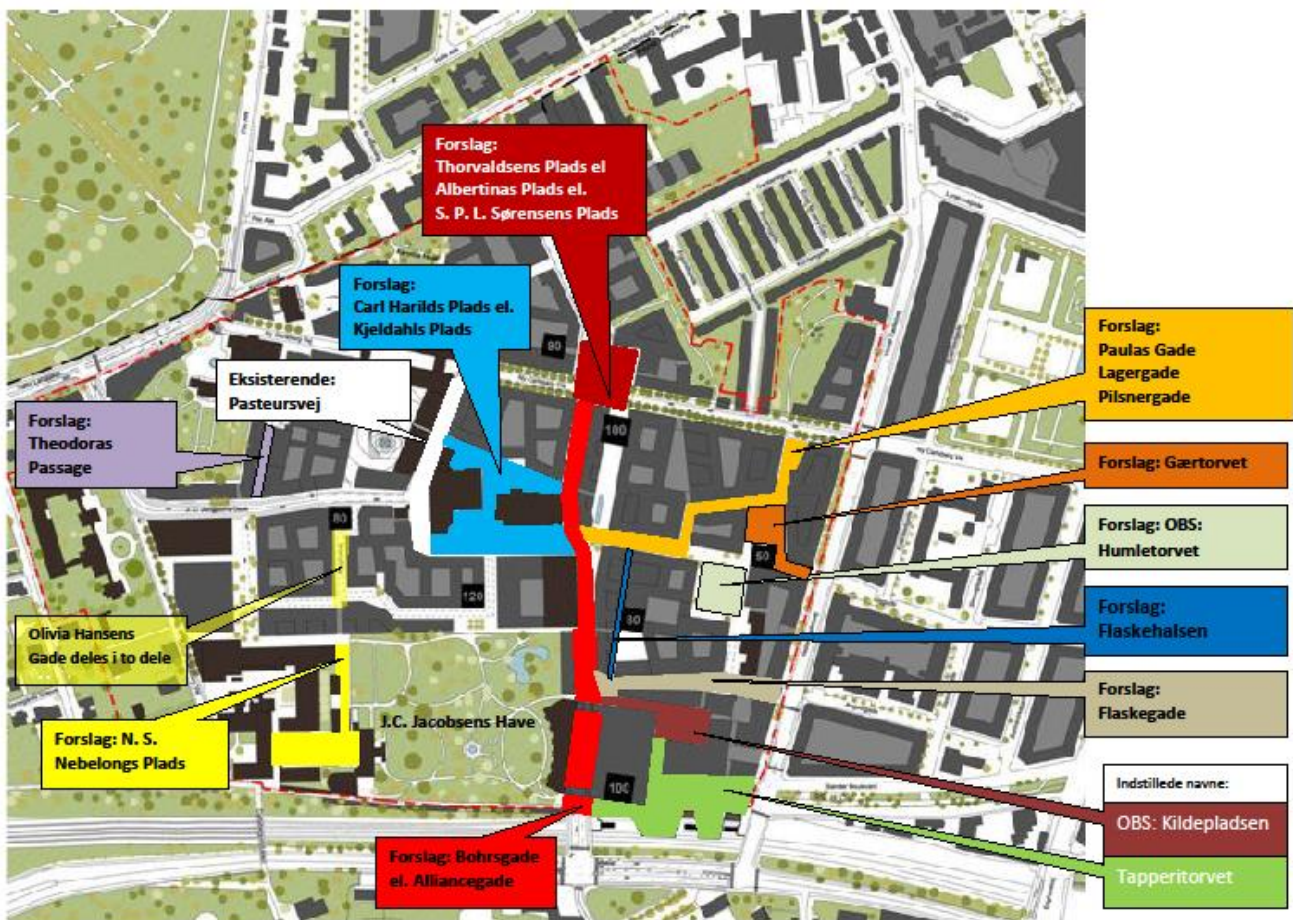 Forslag:
Thorvaldsens Plads el
Albertinas Plads el.
S. P. L. Sørensens Plads
Forslag:
Carl Harilds Plads el.
Kjeldahls Plads
Eksisterende:
Pasteursvej
Forslag:
Theodoras
Passage
Forslag:
Paulas Gade
Lagergade
Pilsnergade
Forslag: Gærtorvet
Forslag: OBS:
Humletorvet
Forslag:
Flaskehalsen
Forslag:
Flaskegade
Olivia Hansens
Gade deles i to dele
Forslag: N. S.
Nebelongs Plads
J.C. Jacobsens Have
Forslag: Bohrsgade
el. Alliancegade
Indstillede navne:
OBS: Kildepladsen
Tapperitorvet
90
100
80
120
80
50
100